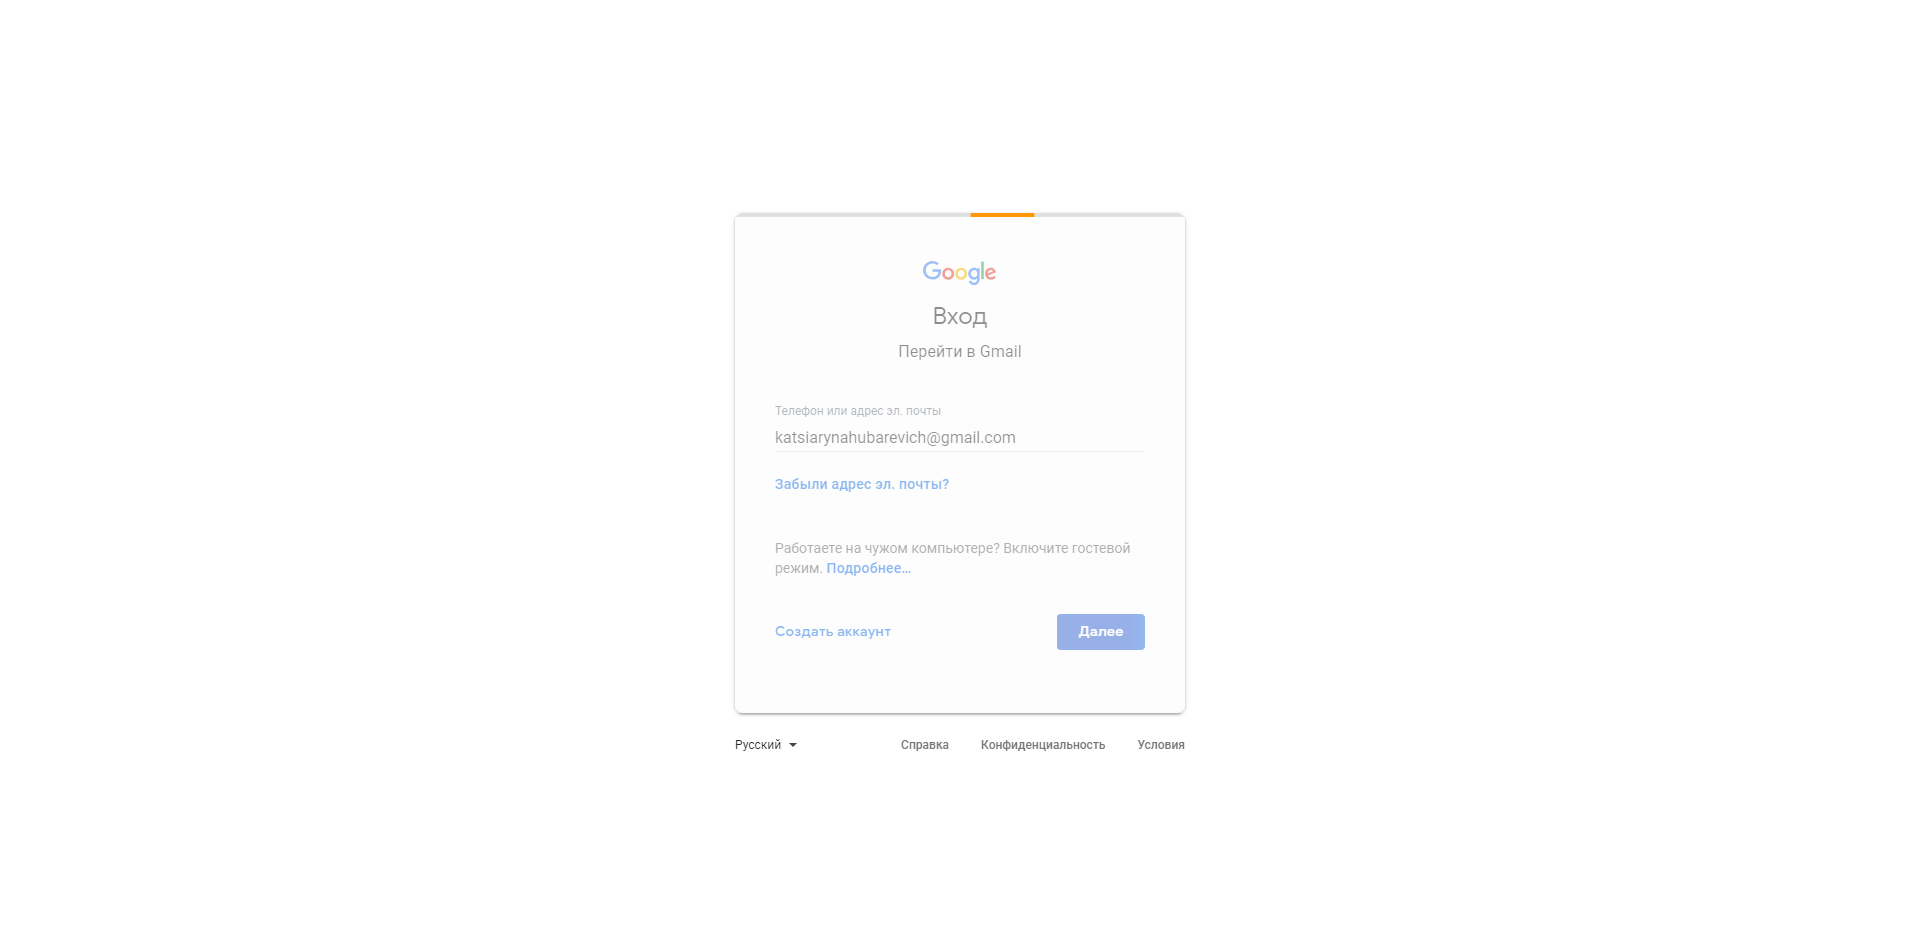 Google
Вход
Перейти в Gmail
Телефон или адрес эл. почты
katsiarynahubarevich@gmail.com
Забыли адрес эл. почты?
Работаете на чужом компьютере? Включите гостевой
режим. Подробнее…
Создать аккаунт
Далее
Русский
Справка
Конфиденциальность
Условия